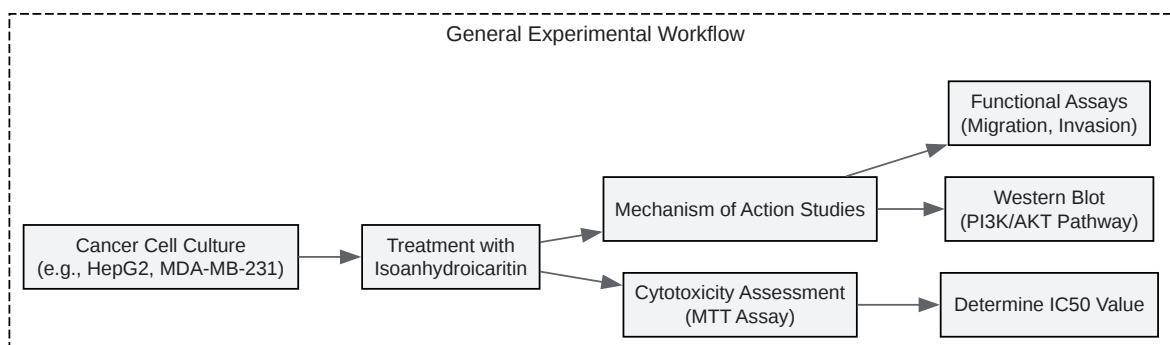 General Experimental Workflow
Functional Assays
(Migration, Invasion)
Mechanism of Action Studies
Western Blot
(PI3K/AKT Pathway)
Cancer Cell Culture
(e.g., HepG2, MDA-MB-231)
Treatment with
Isoanhydroicaritin
Cytotoxicity Assessment
(MTT Assay)
Determine IC50 Value